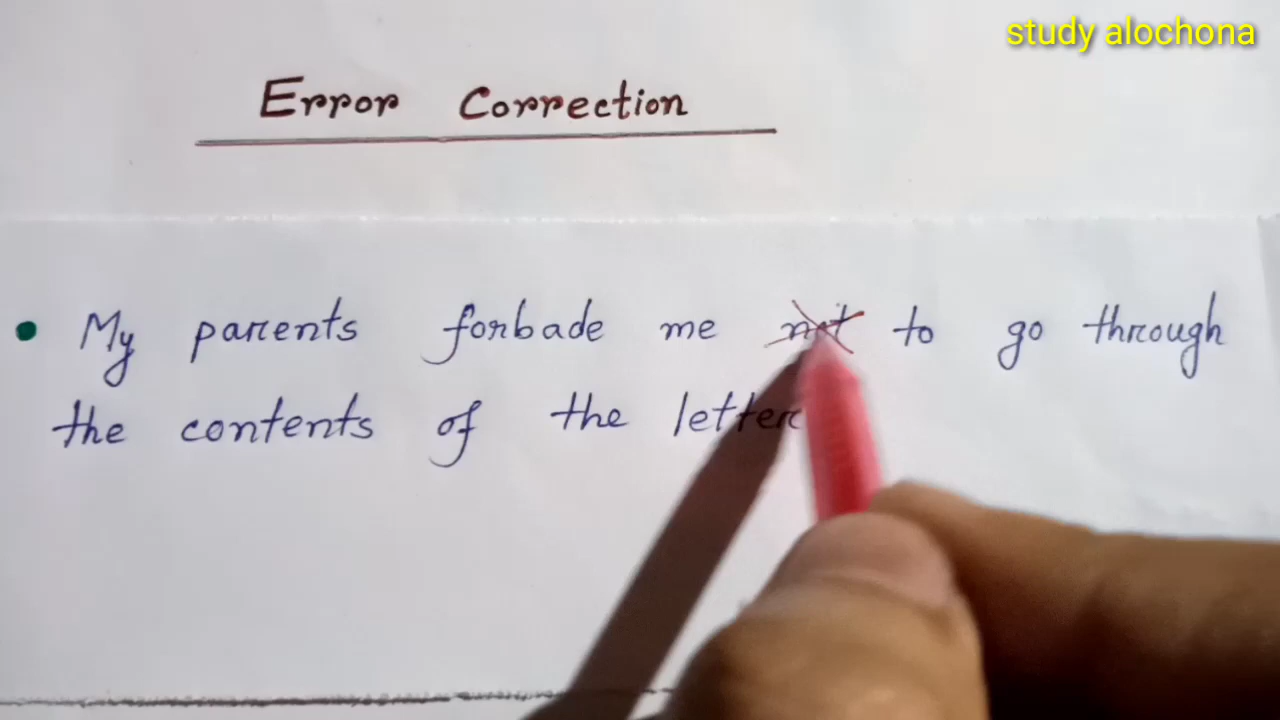 study alochona
Error Correction
• My parents forbade me not to go through
the contents of the letter